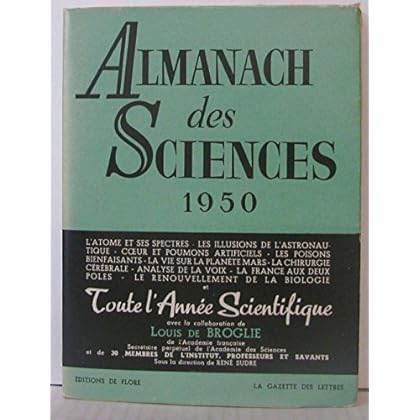 ALMANACH
des
SCIENCES
1950
L'ATOME ET SES SPECTRES - LES ILLUSIONS DE L'ASTRONAU-
TIQUE - CŒUR ET POUMONS ARTIFICIELS - LES POISONS
BIENFAISANTS - LA VIE SUR LA PLANÈTE MARS - LA CHIRURGIE
CÉRÉBRALE - ANALYSE DE LA VOIX - LA FRANCE AUX DEUX
POLES - LE RENOUVELLEMENT DE LA BIOLOGIE
et
Toute l'Année Scientifique
avec la collaboration de
LOUIS DE BROGLIE
de l'Académie française
Secrétaire perpétuel de l'Académie des Sciences
et de 30 MEMBRES DE L'INSTITUT, PROFESSEURS ET SAVANTS
Sous la direction de RENÉ SUDRE
ÉDITIONS DE FLORE LA GAZETTE DES LETTRES